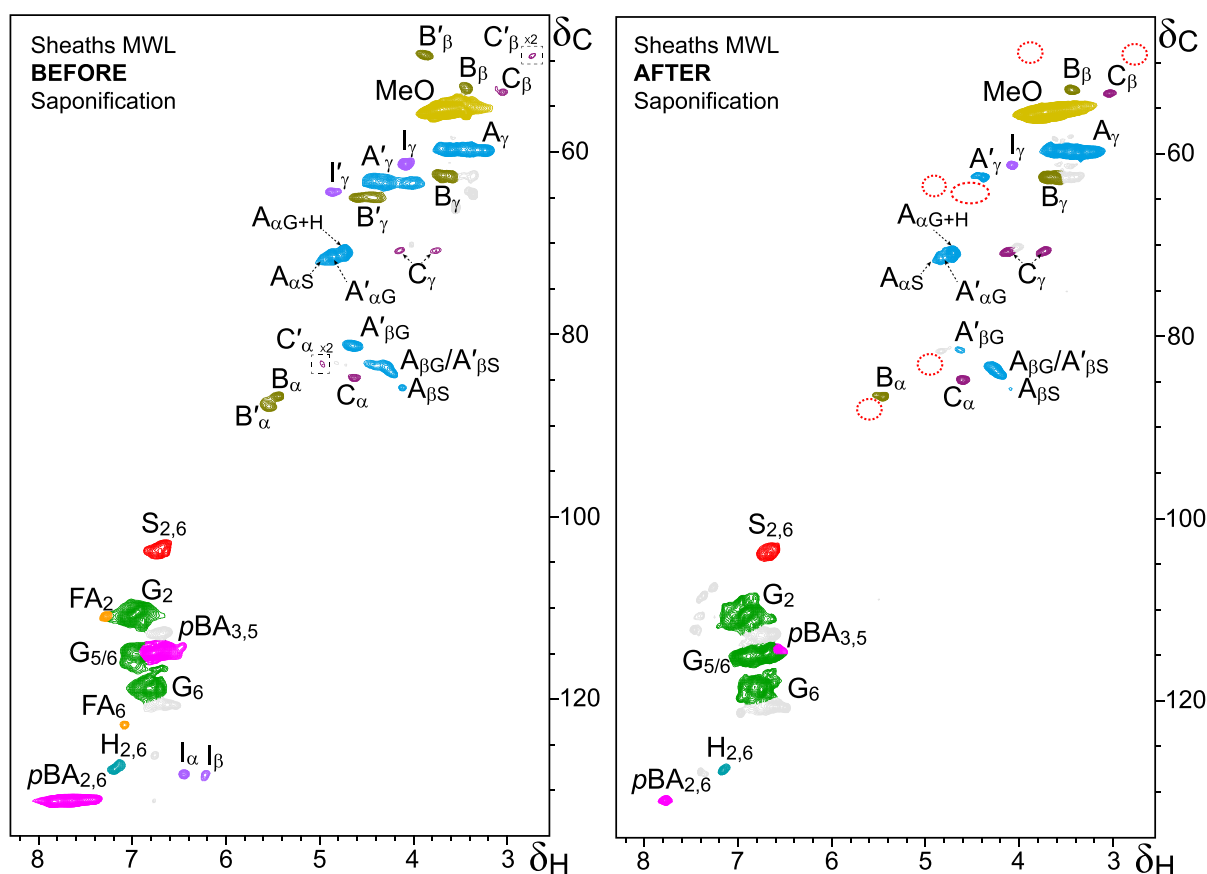 Sheaths MWL
BEFORE
Saponification
B′β
C′β x2
δC
Bβ
Cβ
MeO
Iγ
Aγ
A′γ
I′γ
60
B′γ
Bγ
AαG+H
AαS
A′αG
Cγ
C′α x2
A′βG
80
AβG/A′βS
Bα
Cα
AβS
B′α
100
S2,6
FA2
G2
pBA3,5
G5/6
G6
120
FA6
H2,6
Iα
Iβ
pBA2,6
8
7
6
5
4
3
δH
Sheaths MWL
AFTER
Saponification
δC
Bβ
Cβ
MeO
Iγ
Aγ
A′γ
60
Bγ
AαG+H
AαS
A′αG
Cγ
A′βG
80
AβG/A′βS
Bα
Cα
AβS
100
S2,6
G2
pBA3,5
G5/6
G6
120
H2,6
pBA2,6
8
7
6
5
4
3
δH